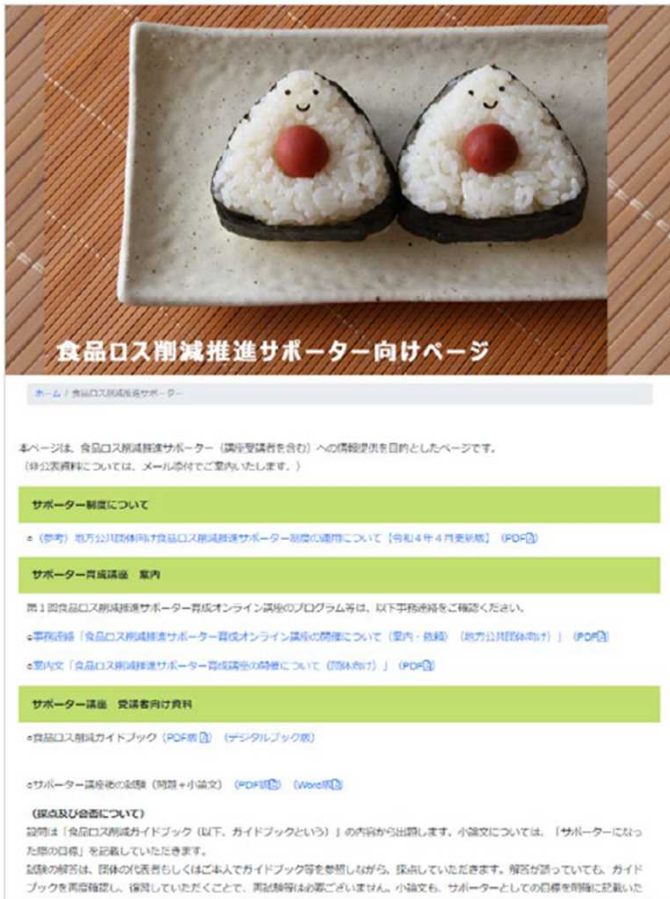 食品ロス削減推進サポーター向けページ
ホーム / 食品ロス削減推進サポーター
本ページは、食品ロス削減推進サポーター（講座受講者を含む）への情報提供を目的としたページです。
（非公表資料については、メール添付でご案内いたします。）
サポーター制度について
○（参考）地方公共団体向け食品ロス削減推進サポーター制度の運用について【令和４年４月更新版】（PDF）
サポーター育成講座　案内
第１回食品ロス削減推進サポーター育成オンライン講座のプログラム等は、以下事務連絡をご確認ください。
○事務連絡「食品ロス削減推進サポーター育成オンライン講座の開催について（案内・依頼）（地方公共団体向け）」（PDF）
○案内文「食品ロス削減推進サポーター育成講座の開催について（団体向け）」（PDF）
サポーター講座　受講者向け資料
○食品ロス削減ガイドブック（PDF版）（デジタルブック版）
○サポーター講座後の試験（問題＋小論文）（PDF版）（Word版）
（採点及び合否について）
設問は「食品ロス削減ガイドブック（以下、ガイドブックという）」の内容から出題します。小論文については、「サポーターになっ
た際の目標」を記載していただきます。
試験の解答は、団体の代表者もしくはご本人でガイドブック等を参照しながら、採点していただきます。解答が誤っていても、ガイド
ブックを再度確認し、復習していただくことで、再試験等は必要ございません。小論文も、サポーターとしての目標を明確に記載いた